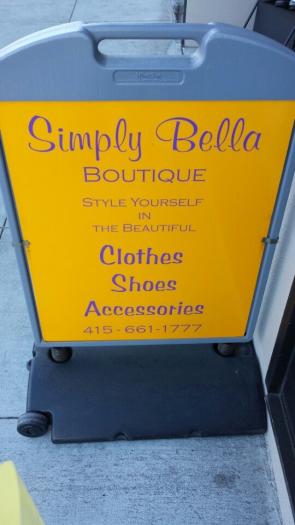 Simply Bella
BOUTIQUE
STYLE YOURSELF
IN
THE BEAUTIFUL
Clothes
Shoes
Accessories
415-661-1777